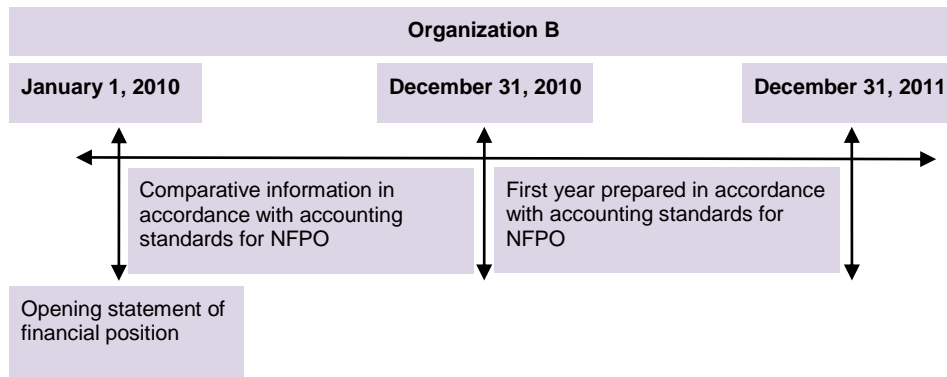 Organization B
January 1, 2010
December 31, 2010
December 31, 2011
Comparative information in
accordance with accounting
standards for NFPO
First year prepared in accordance
with accounting standards for
NFPO
Opening statement of
financial position